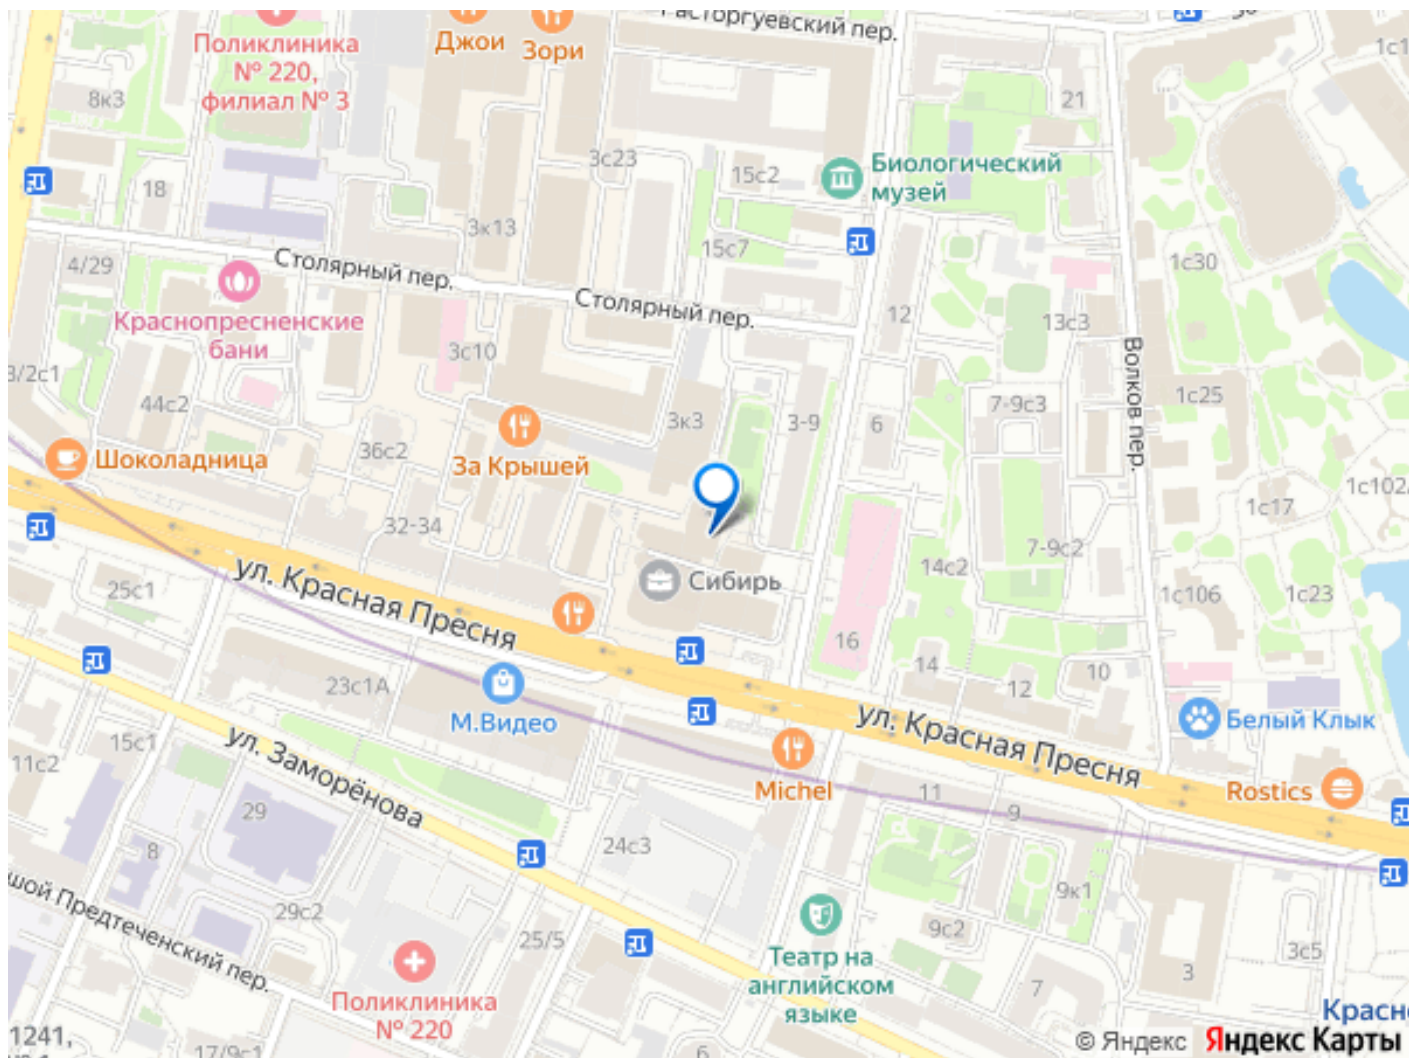 Расторгуевский пер.
Поликлиника
№ 220,
филиал № 3
Джои
Зори
1с1
8к3
21
3с23
15с2
Биологический
музей
18
3к13
15с7
4/29
Столярный пер.
1с30
Столярный пер.
12
13с3
Краснопресненские
бани
3с10
Волков пер.
3/2с1
44с2
1с25
7-9с3
3к3
3-9
6
36с2
Шоколадница
За Крышей
1с17
32-34
7-9с2
14с2
25с1
ул. Красная Пресня
Сибирь
1с106
1с23
16
14
12
10
23с1А
М.Видео
ул. Красная Пресня
Белый Клык
15с1
11с2
ул. Заморёнова
Michel
11
9
Rostics
29
8
24с3
9к1
29с2
9с2
25/5
3с5
3
7
Предтеченский пер.
Театр на
английском
языке
Поликлиника
№ 220
1241,
17/9с1
6
© Яндекс Яндекс Карты